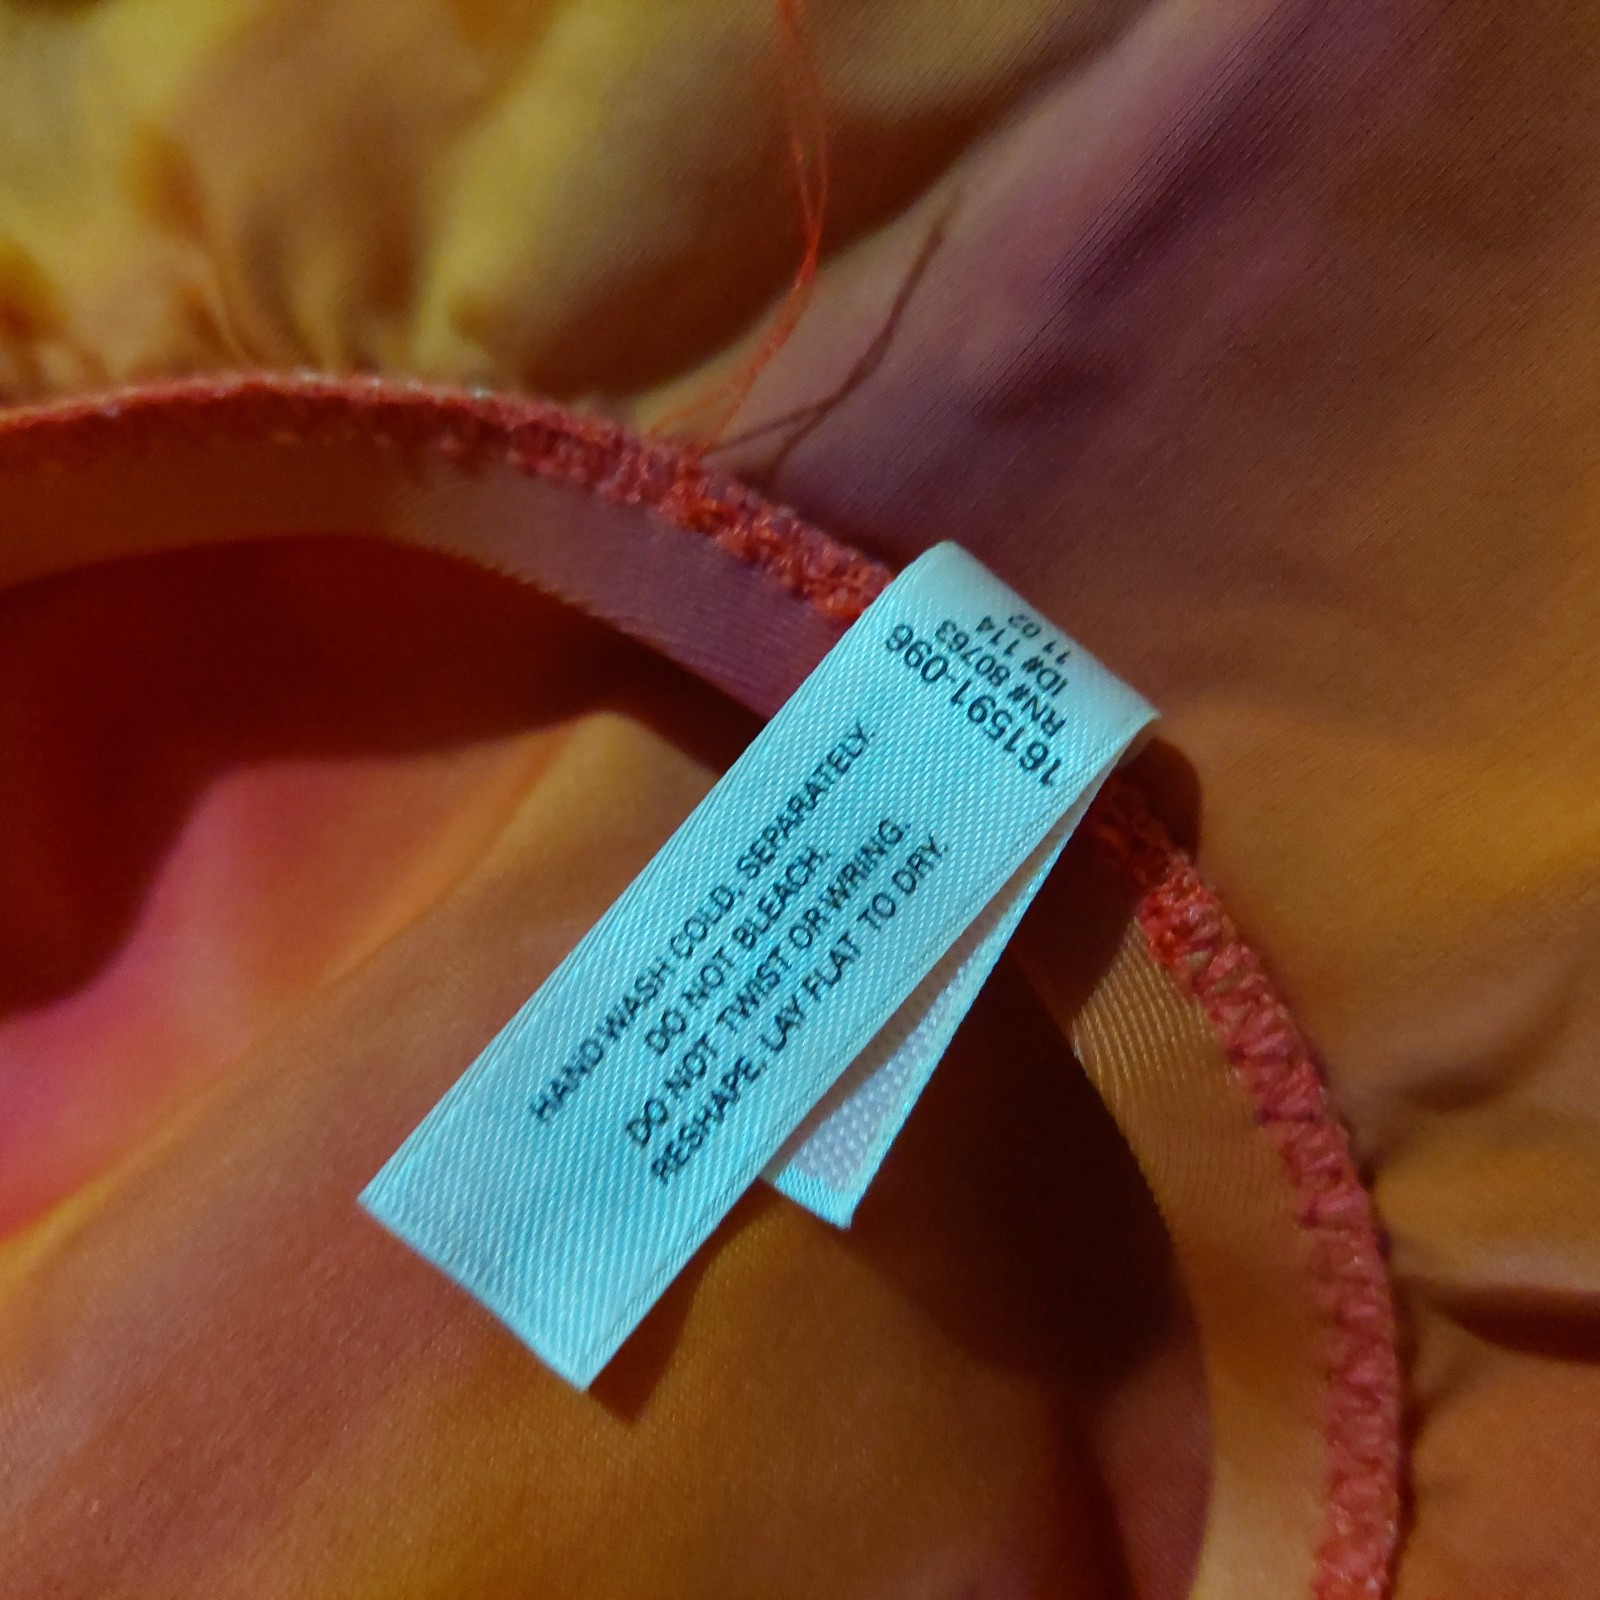 161591-096
RN# 80763
ID# 114
11 02
HAND WASH COLD, SEPARATELY
DO NOT BLEACH.
DO NOT TWIST OR WRING.
RESHAPE. LAY FLAT TO DRY.